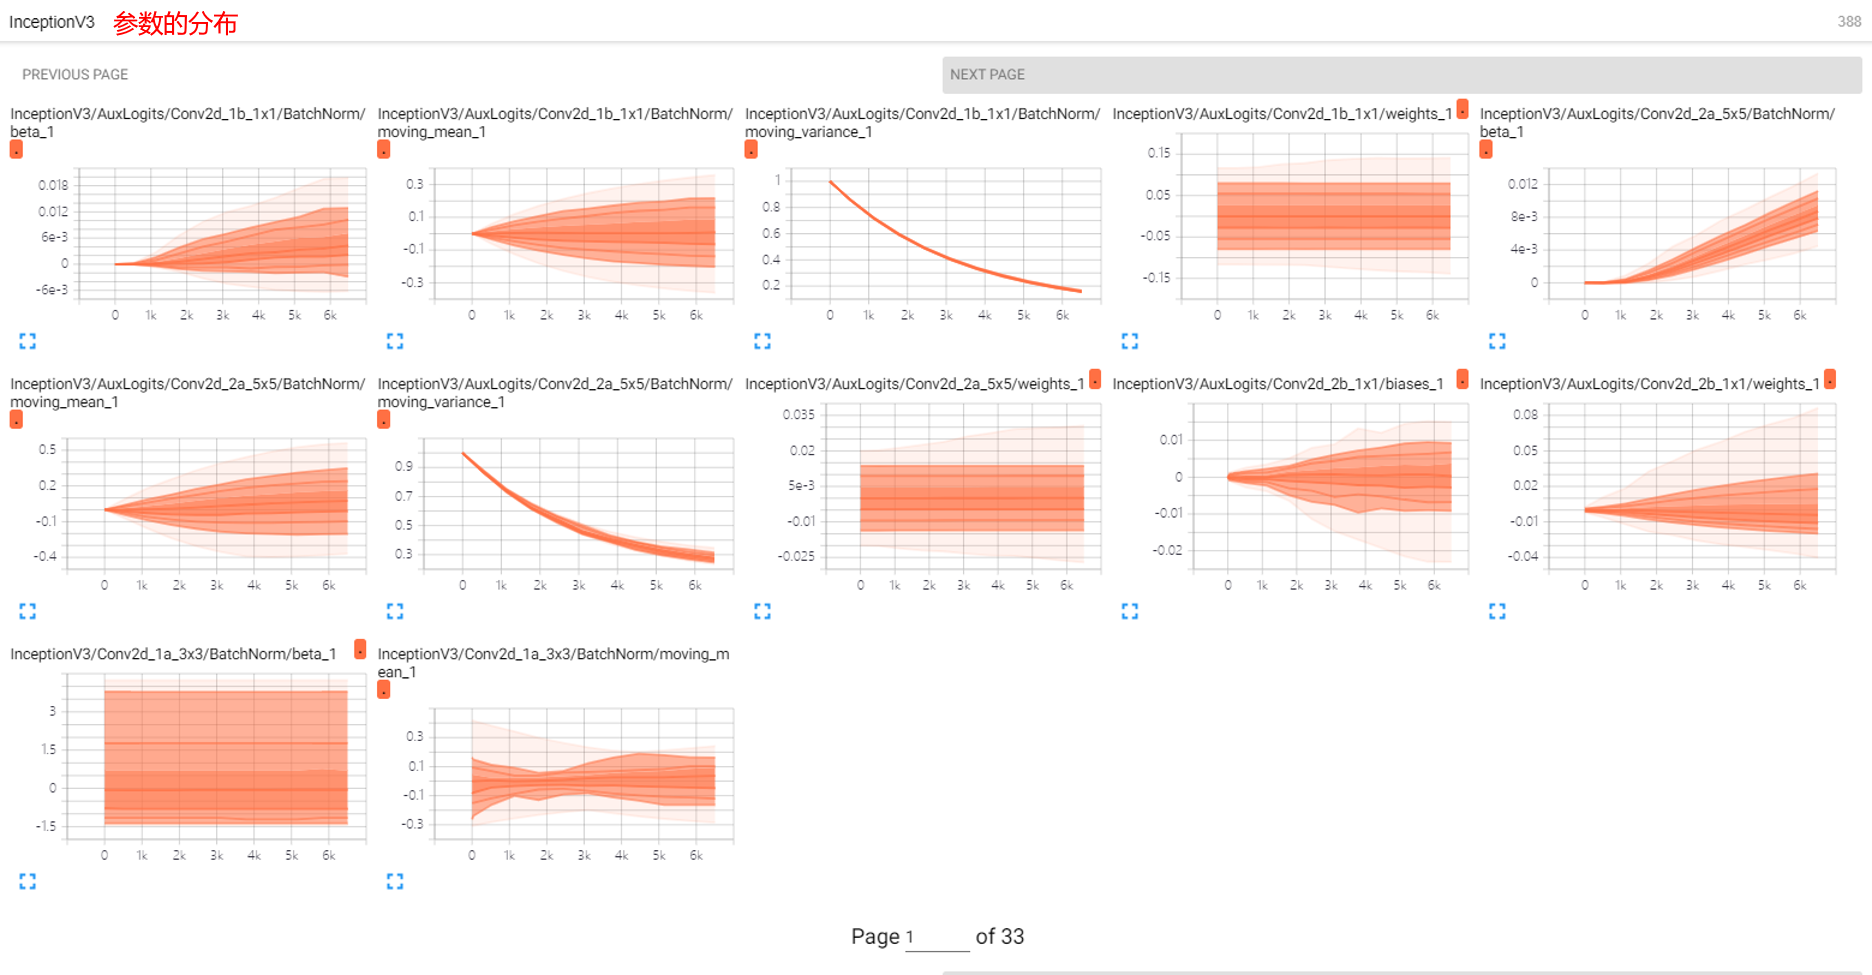 InceptionV3 参数的分布 388
PREVIOUS PAGE NEXT PAGE
InceptionV3/AuxLogits/Conv2d_1b_1x1/BatchNorm/
beta_1
.
0.018
0.012
6e-3
0
-6e-3
0 1k 2k 3k 4k 5k 6k
InceptionV3/AuxLogits/Conv2d_1b_1x1/BatchNorm/
moving_mean_1
.
0.3
0.1
-0.1
-0.3
0 1k 2k 3k 4k 5k 6k
InceptionV3/AuxLogits/Conv2d_1b_1x1/BatchNorm/
moving_variance_1
.
1
0.8
0.6
0.4
0.2
0 1k 2k 3k 4k 5k 6k
InceptionV3/AuxLogits/Conv2d_1b_1x1/weights_1 .
0.15
0.05
-0.05
-0.15
0 1k 2k 3k 4k 5k 6k
InceptionV3/AuxLogits/Conv2d_2a_5x5/BatchNorm/
beta_1
.
0.012
8e-3
4e-3
0
0 1k 2k 3k 4k 5k 6k
InceptionV3/AuxLogits/Conv2d_2a_5x5/BatchNorm/
moving_mean_1
.
0.5
0.2
-0.1
-0.4
0 1k 2k 3k 4k 5k 6k
InceptionV3/AuxLogits/Conv2d_2a_5x5/BatchNorm/
moving_variance_1
.
0.9
0.7
0.5
0.3
0 1k 2k 3k 4k 5k 6k
InceptionV3/AuxLogits/Conv2d_2a_5x5/weights_1 .
0.035
0.02
5e-3
-0.01
-0.025
0 1k 2k 3k 4k 5k 6k
InceptionV3/AuxLogits/Conv2d_2b_1x1/biases_1 .
0.01
0
-0.01
-0.02
0 1k 2k 3k 4k 5k 6k
InceptionV3/AuxLogits/Conv2d_2b_1x1/weights_1 .
0.08
0.05
0.02
-0.01
-0.04
0 1k 2k 3k 4k 5k 6k
InceptionV3/Conv2d_1a_3x3/BatchNorm/beta_1 .
3
1.5
0
-1.5
0 1k 2k 3k 4k 5k 6k
InceptionV3/Conv2d_1a_3x3/BatchNorm/moving_m
ean_1
.
0.3
0.1
-0.1
-0.3
0 1k 2k 3k 4k 5k 6k
Page 1 of 33